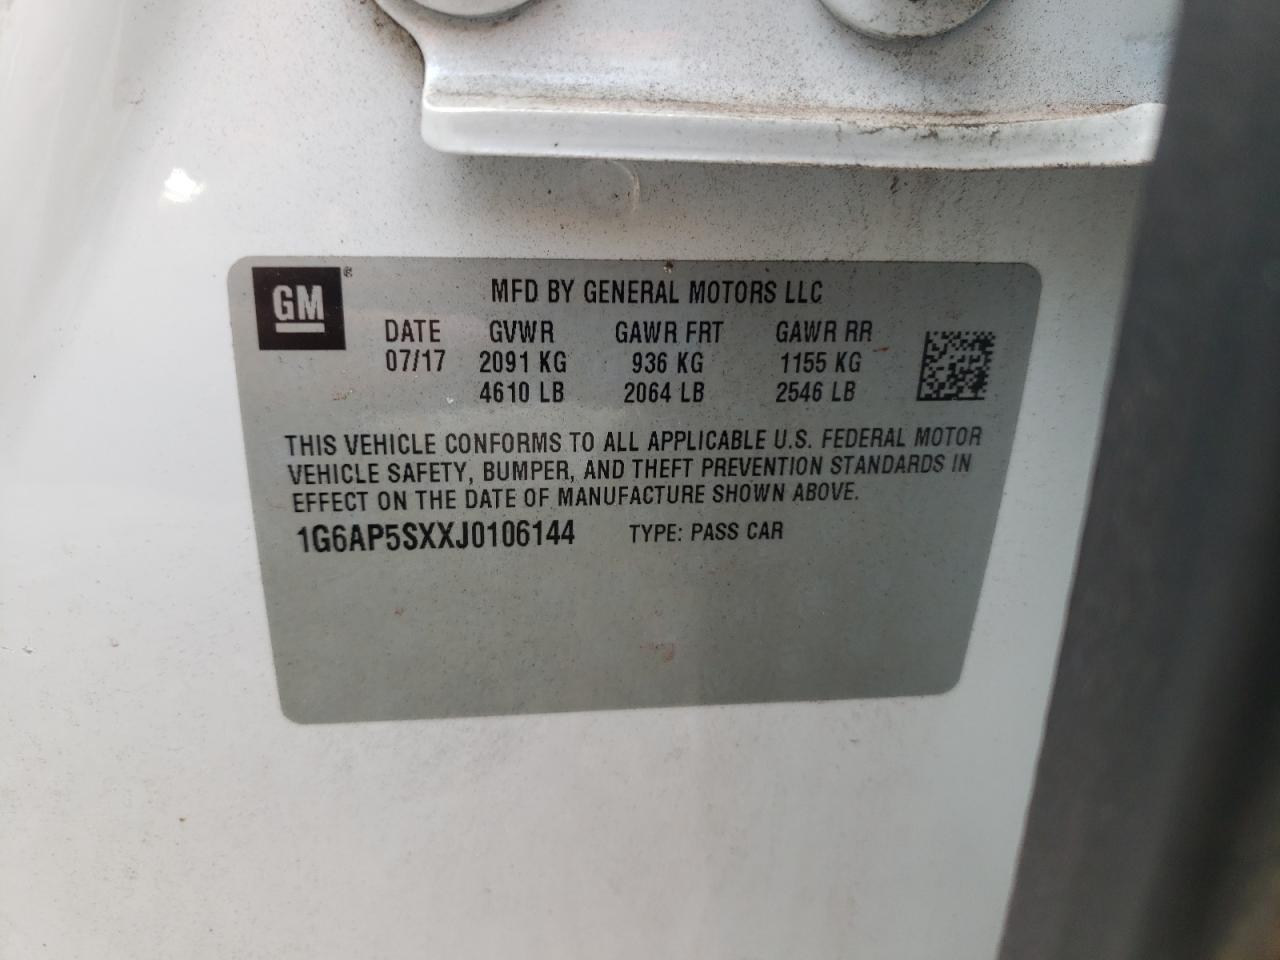 GM ®
MFD BY GENERAL MOTORS LLC
DATE GVWR GAWR FRT GAWR RR
07/17 2091 KG 936 KG 1155 KG
4610 LB 2064 LB 2546 LB
THIS VEHICLE CONFORMS TO ALL APPLICABLE U.S. FEDERAL MOTOR
VEHICLE SAFETY, BUMPER, AND THEFT PREVENTION STANDARDS IN
EFFECT ON THE DATE OF MANUFACTURE SHOWN ABOVE.
1G6AP5SXXJ0106144 TYPE: PASS CAR